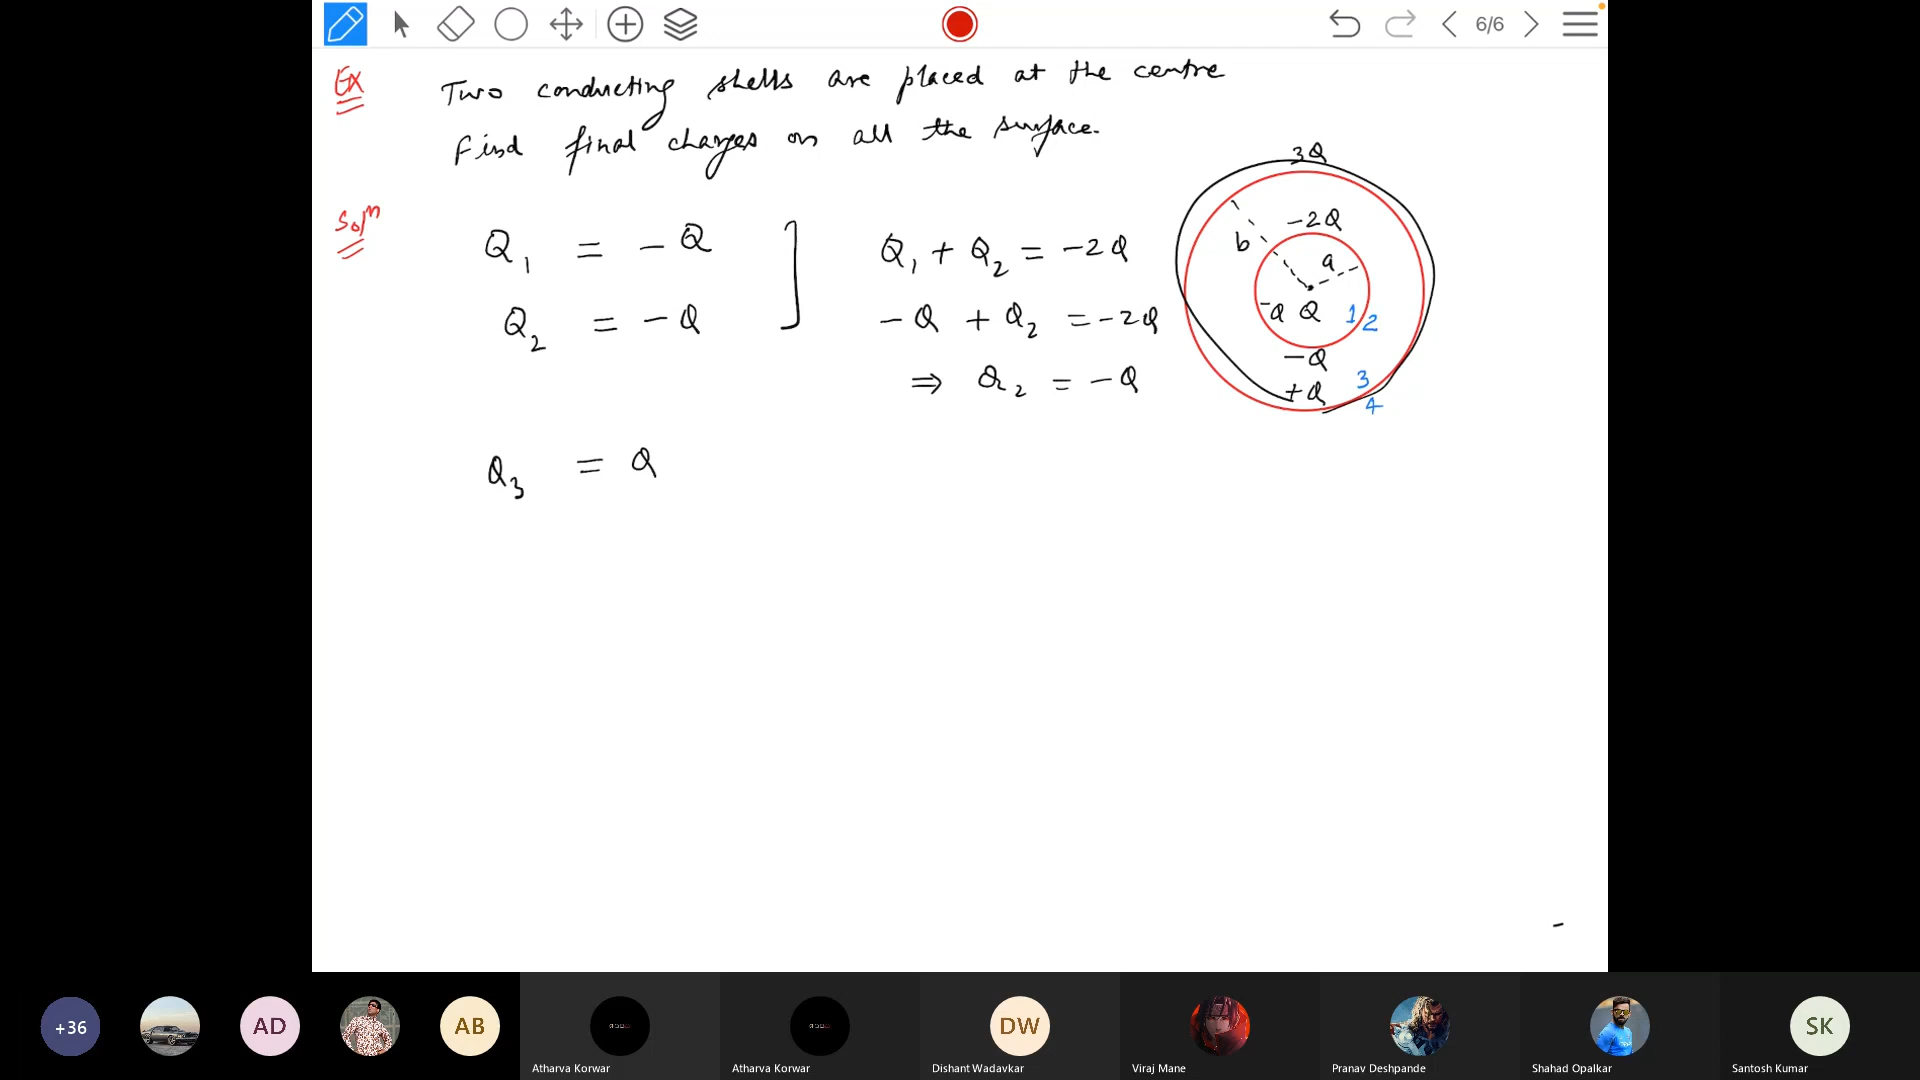 6/6
Ex
Two conducting shells are placed at the centre
Find final charges on all the surface.
Solⁿ
Q₁ = - Q
Q₂ = - Q
Q₁ + Q₂ = -2Q
- Q + Q₂ = -2Q
⇒ Q₂ = - Q
Q₃ = Q
3Q
-2Q
b
a
-Q Q 1 2
-Q
+Q 3
4
+36
AD
AB
DW
SK
Atharva Korwar
Atharva Korwar
Dishant Wadavkar
Viraj Mane
Pranav Deshpande
Shahad Opalkar
Santosh Kumar